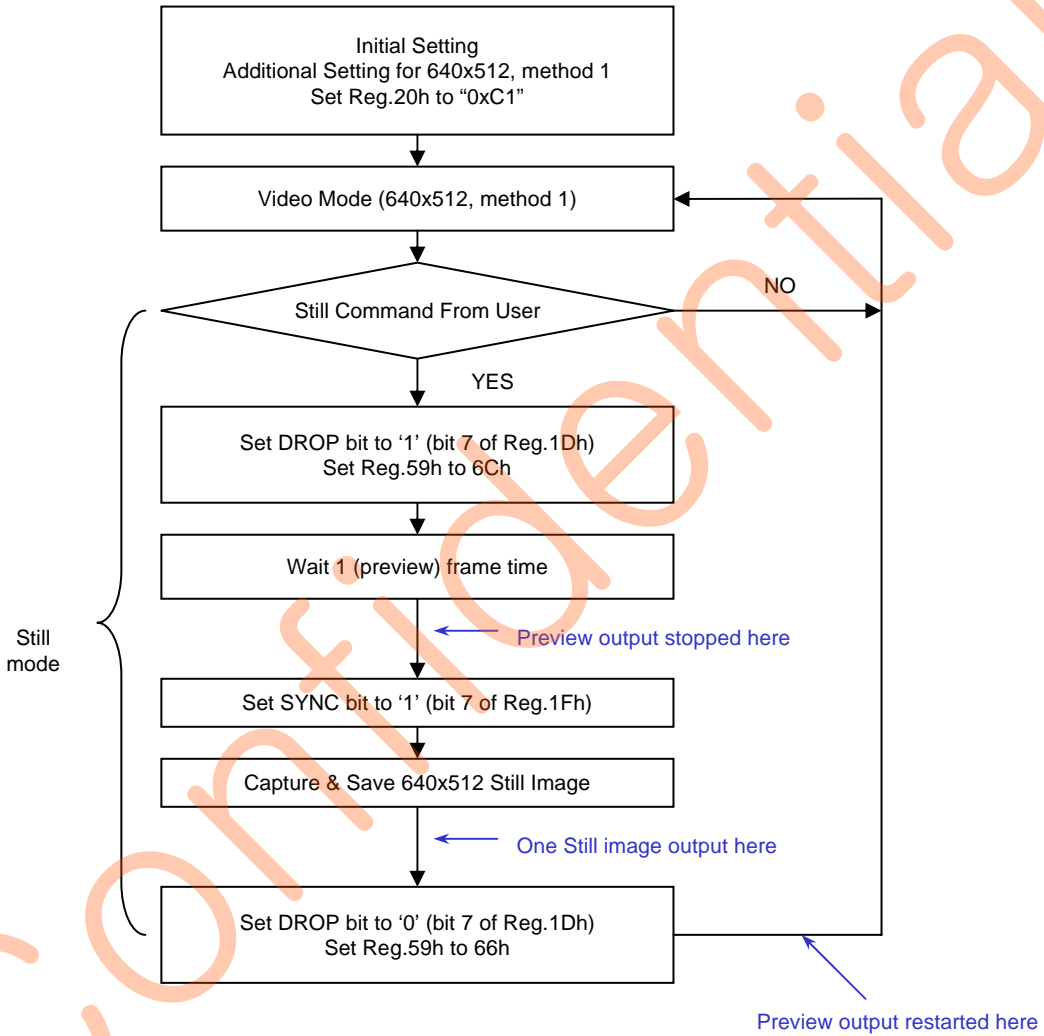 Initial Setting
Additional Setting for 640x512, method 1
Set Reg.20h to “0xC1”
Video Mode (640x512, method 1)
Still Command From User
NO
YES
Set DROP bit to ‘1’ (bit 7 of Reg.1Dh)
Set Reg.59h to 6Ch
Wait 1 (preview) frame time
Preview output stopped here
Still
mode
Set SYNC bit to ‘1’ (bit 7 of Reg.1Fh)
Capture & Save 640x512 Still Image
One Still image output here
Set DROP bit to ‘0’ (bit 7 of Reg.1Dh)
Set Reg.59h to 66h
Preview output restarted here
Confidential